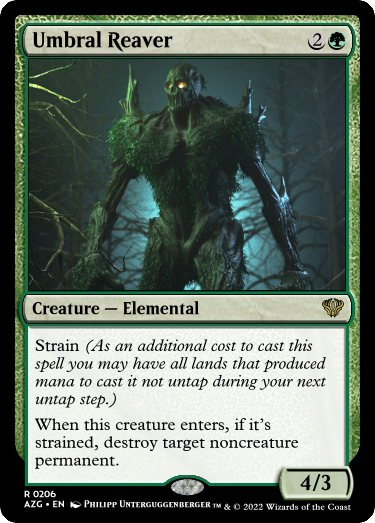 Umbral Reaver 2
Creature — Elemental
Strain (As an additional cost to cast this
spell you may have all lands that produced
mana to cast it not untap during your next
untap step.)
When this creature enters, if it's
strained, destroy target noncreature
permanent.
4/3
R 0206
AZG • EN Philipp Unterguggenberger ™ & © 2022 Wizards of the Coast